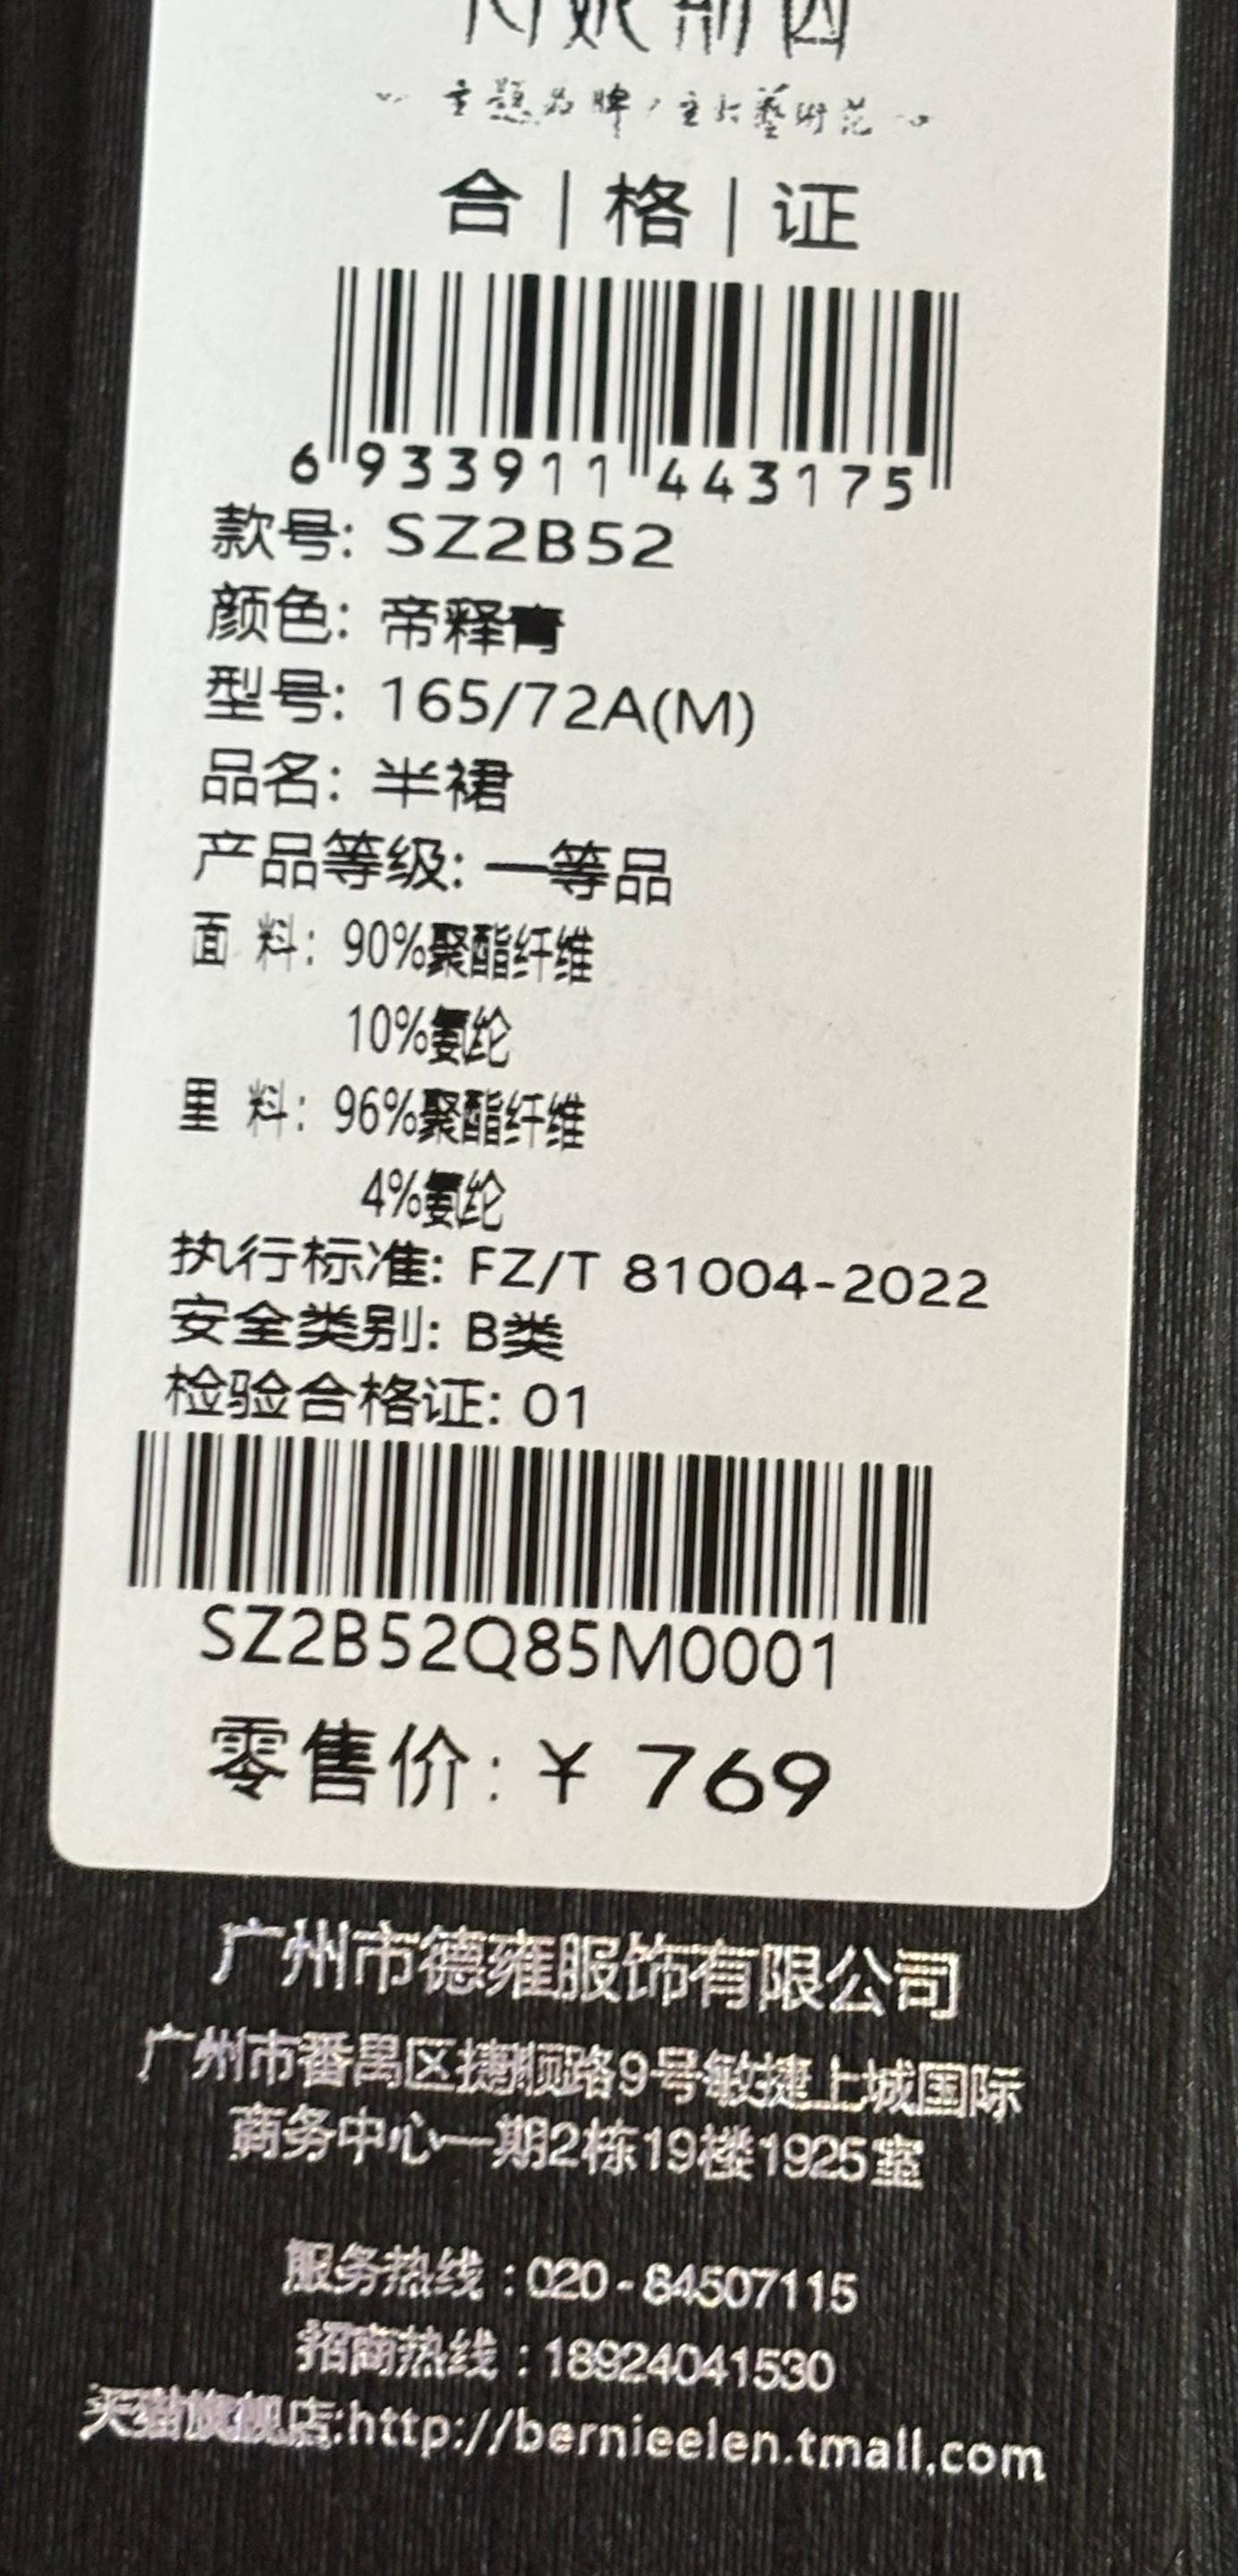 主题品牌
合|格|证
6 933911 443175
款号: SZ2B52
颜色: 帝释青
型号: 165/72A(M)
品名: 半裙
产品等级: 一等品
面 料: 90%聚酯纤维
10%氨纶
里 料: 96%聚酯纤维
4%氨纶
执行标准: FZ/T 81004-2022
安全类别: B类
检验合格证: 01
SZ2B52Q85M0001
零售价: ¥ 769
广州市德雍服饰有限公司
广州市番禺区捷顺路9号敏捷上城国际
商务中心一期2栋19楼1925室
服务热线：020-84507115
招商热线：18924041530
天猫旗舰店:http://bernieelen.tmall.com